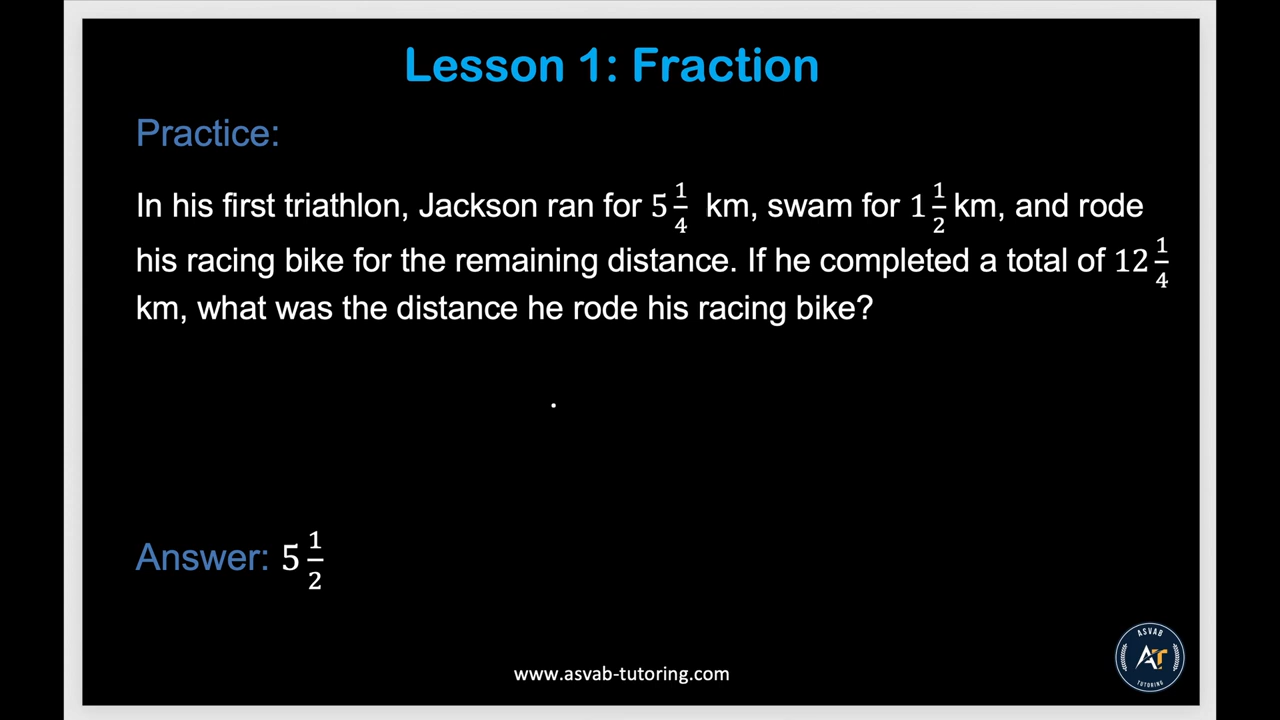 Lesson 1: Fraction
Practice:
In his first triathlon, Jackson ran for 5 1/4 km, swam for 1 1/2 km, and rode
his racing bike for the remaining distance. If he completed a total of 12 1/4
km, what was the distance he rode his racing bike?
.
Answer: 5 1/2
ASVAB
AT
TUTORING
www.asvab-tutoring.com